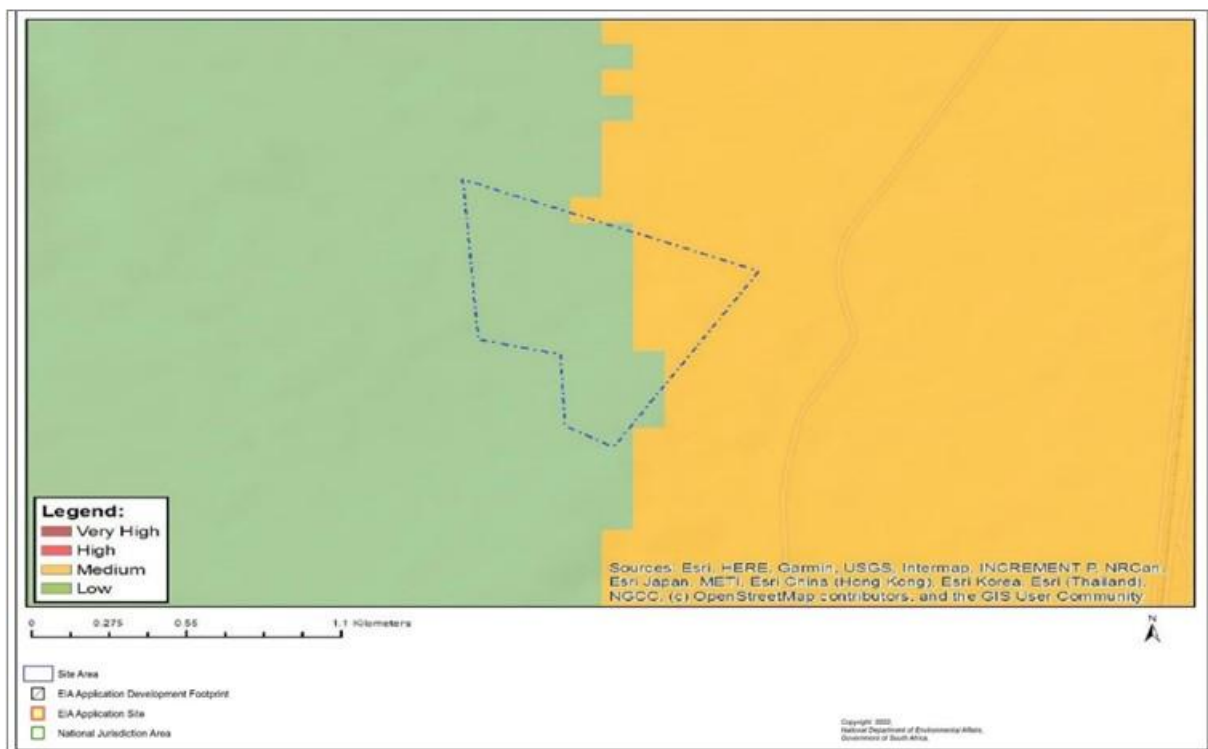 Legend:
Very High
High
Medium
Low
Sources: Esri, HERE, Garmin, USGS, Intermap, INCREMENT P, NRCan,
Esri Japan, METI, Esri China (Hong Kong), Esri Korea, Esri (Thailand),
NGCC, (c) OpenStreetMap contributors, and the GIS User Community
0 0.275 0.55 1.1 Kilometers
N
Site Area
EIA Application Development Footprint
EIA Application Site
National Jurisdiction Area
National Department of Environmental Affairs,
Government of South Africa.